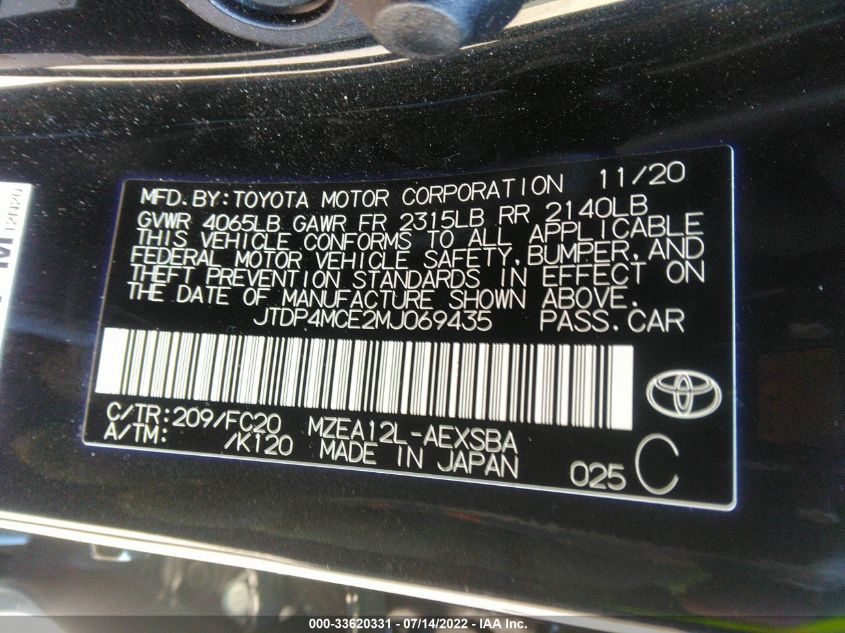 MFD. BY: TOYOTA MOTOR CORPORATION 11/20
GVWR 4065LB GAWR FR 2315LB RR 2140LB
THIS VEHICLE CONFORMS TO ALL APPLICABLE
FEDERAL MOTOR VEHICLE SAFETY, BUMPER, AND
THEFT PREVENTION STANDARDS IN EFFECT ON
THE DATE OF MANUFACTURE SHOWN ABOVE.
JTDP4MCE2MJ069435 PASS. CAR
C/TR: 209/FC20 MZEA12L-AEXSBA
A/TM: /K120 MADE IN JAPAN 025 C
12N20
000-33620331 - 07/14/2022 - IAA Inc.